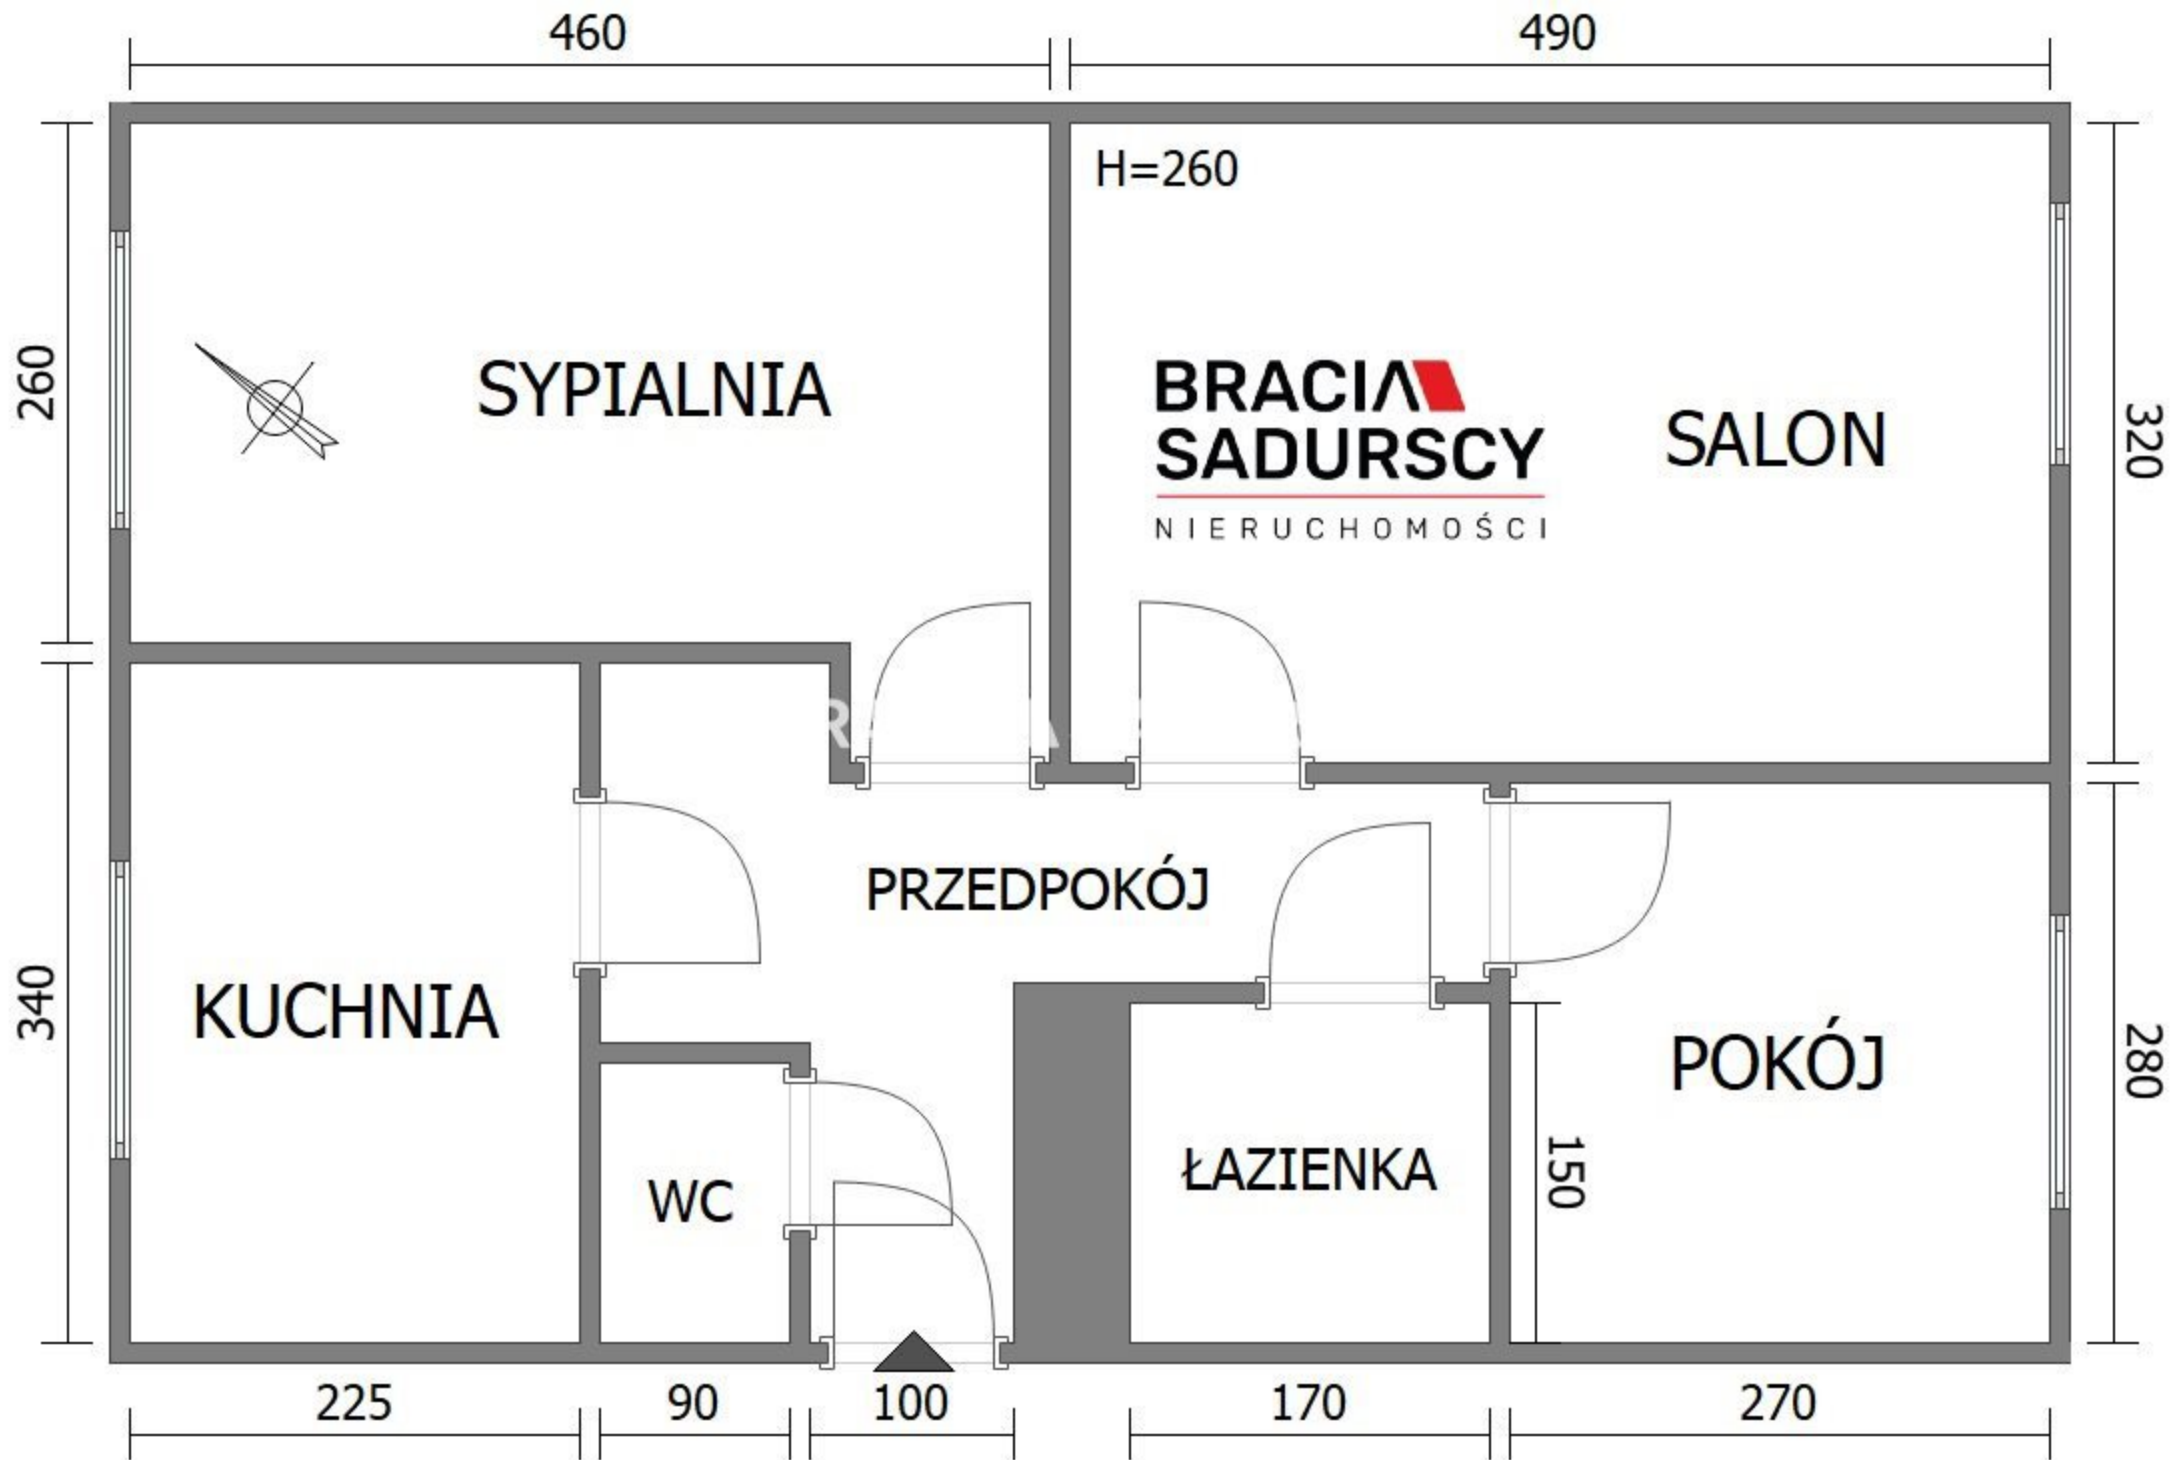 460
490
H=260
SYPIALNIA
BRACIA
SADURSCY
NIERUCHOMOŚCI
SALON
260
320
PRZEDPOKÓJ
KUCHNIA
340
POKÓJ
280
WC
ŁAZIENKA
150
225
90
100
170
270